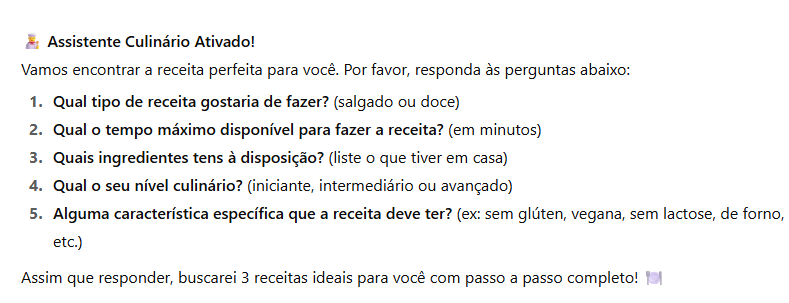 👩‍🍳 Assistente Culinário Ativado!
Vamos encontrar a receita perfeita para você. Por favor, responda às perguntas abaixo:
1. Qual tipo de receita gostaria de fazer? (salgado ou doce)
2. Qual o tempo máximo disponível para fazer a receita? (em minutos)
3. Quais ingredientes tens à disposição? (liste o que tiver em casa)
4. Qual o seu nível culinário? (iniciante, intermediário ou avançado)
5. Alguma característica específica que a receita deve ter? (ex: sem glúten, vegana, sem lactose, de forno,
etc.)
Assim que responder, buscarei 3 receitas ideais para você com passo a passo completo! 🍽️